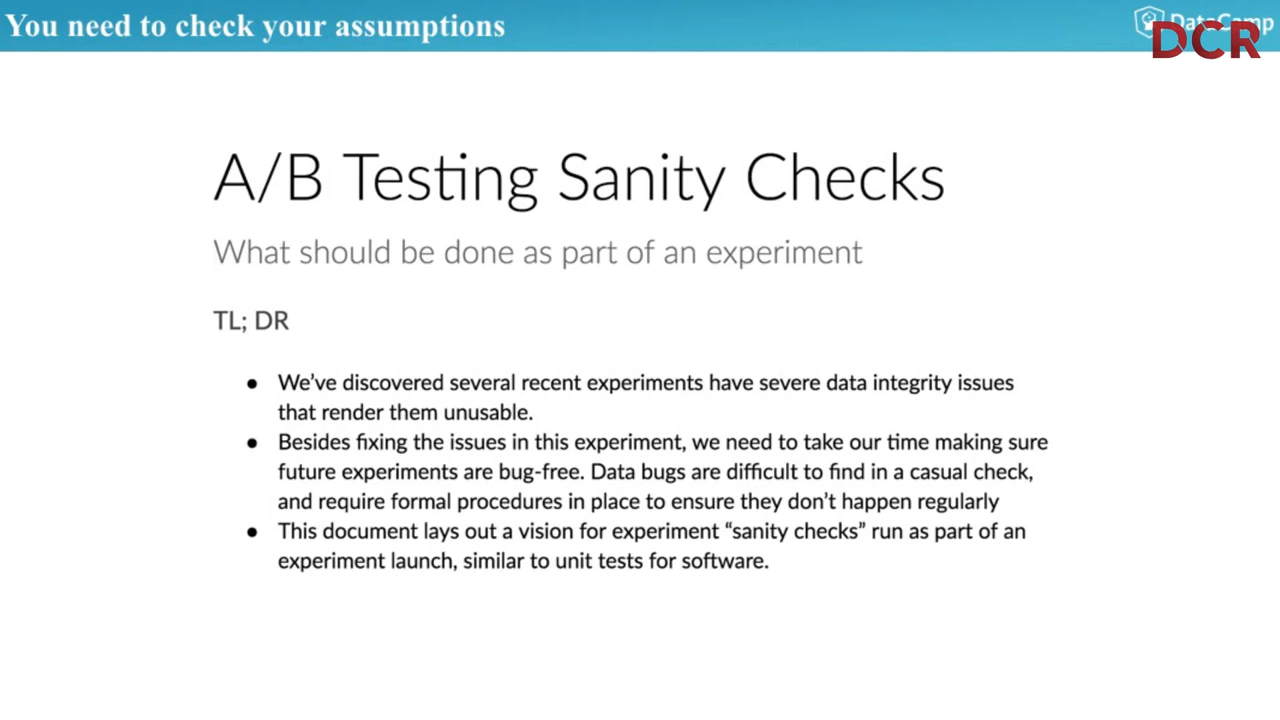 You need to check your assumptions
DataCamp
DCR
A/B Testing Sanity Checks
What should be done as part of an experiment
TL; DR
● We’ve discovered several recent experiments have severe data integrity issues
that render them unusable.
● Besides fixing the issues in this experiment, we need to take our time making sure
future experiments are bug-free. Data bugs are difficult to find in a casual check,
and require formal procedures in place to ensure they don’t happen regularly
● This document lays out a vision for experiment “sanity checks” run as part of an
experiment launch, similar to unit tests for software.